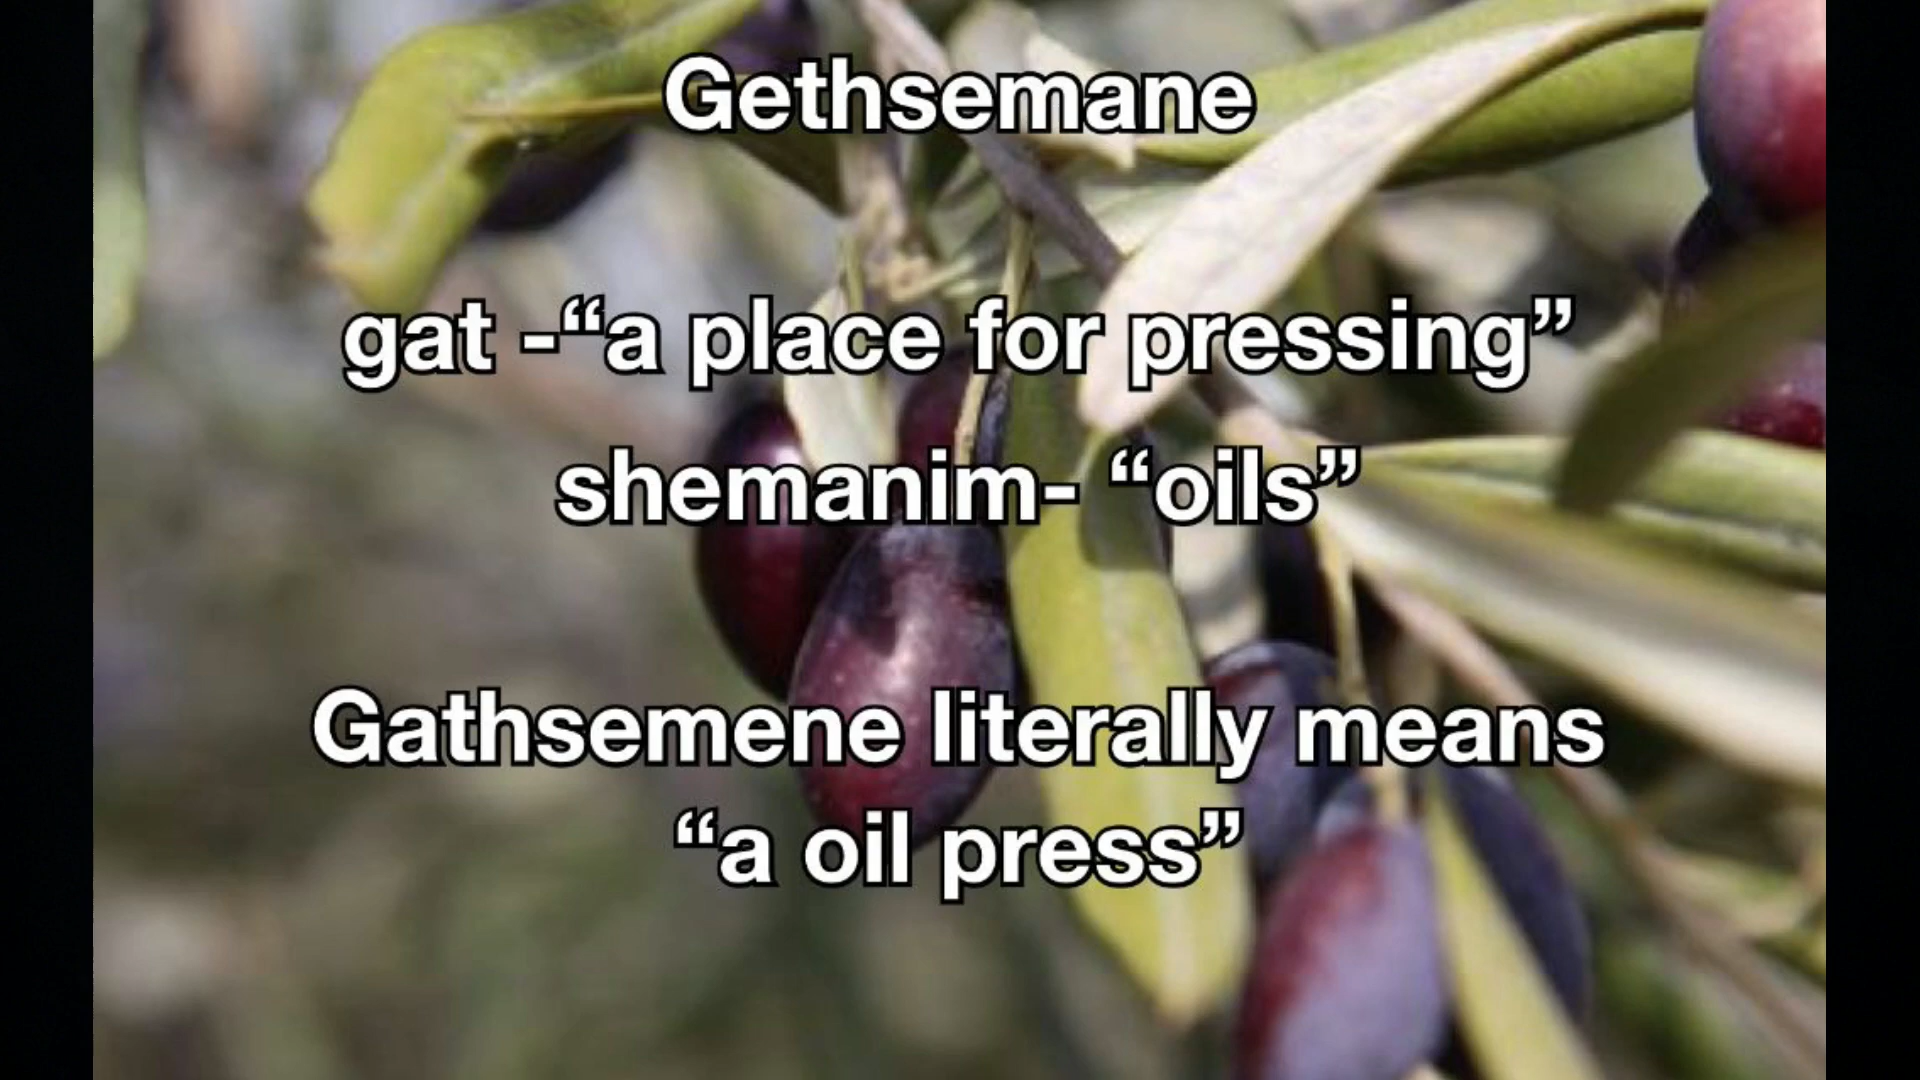 Gethsemane
gat -“a place for pressing”
shemanim- “oils”
Gathsemene literally means
“a oil press”